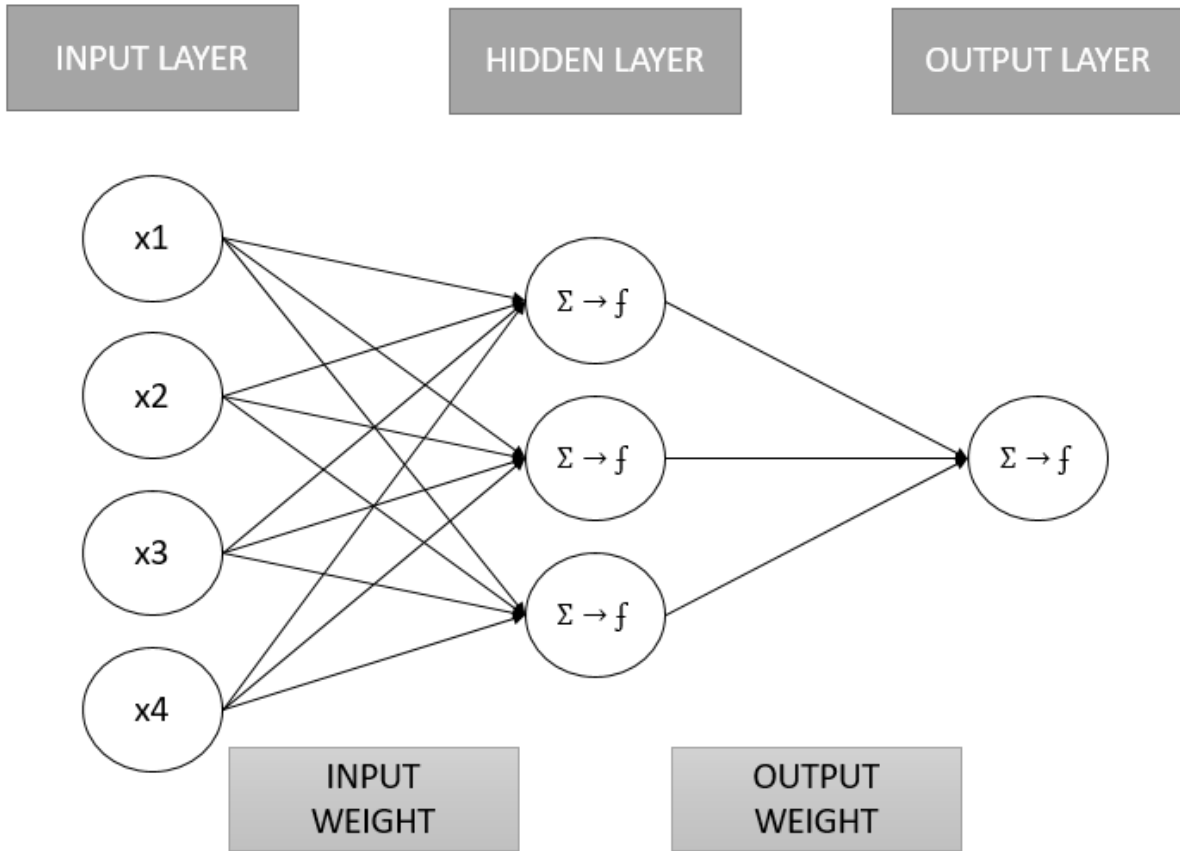 INPUT LAYER
HIDDEN LAYER
OUTPUT LAYER
x1
x2
x3
x4
Σ → ƒ
Σ → ƒ
Σ → ƒ
Σ → ƒ
INPUT
WEIGHT
OUTPUT
WEIGHT